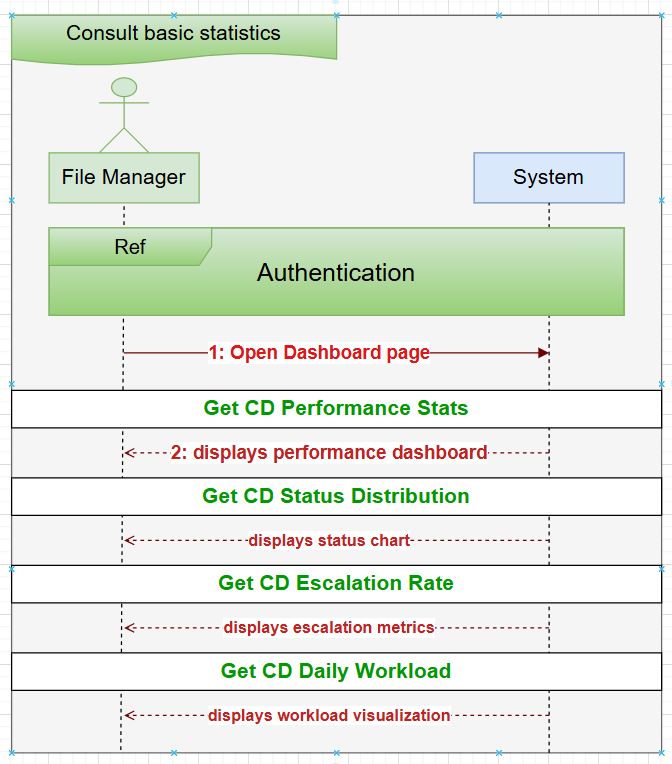 Consult basic statistics
File Manager
System
Ref
Authentication
1: Open Dashboard page
Get CD Performance Stats
2: displays performance dashboard
Get CD Status Distribution
displays status chart
Get CD Escalation Rate
displays escalation metrics
Get CD Daily Workload
displays workload visualization